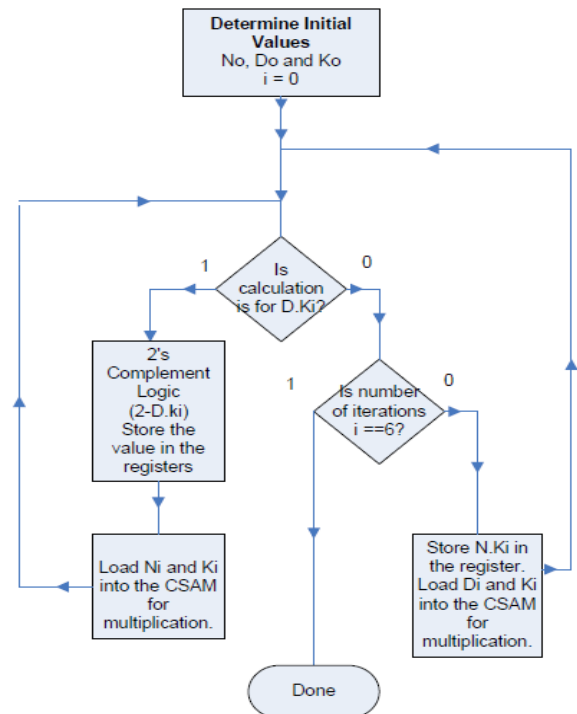 Determine Initial
Values
No, Do and Ko
i = 0
1
0
Is
calculation
is for D.Ki?
2's
Complement
Logic
(2-D.ki)
Store the
value in the
registers
1
0
Is number
of iterations
i ==6?
Load Ni and Ki
into the CSAM
for
multiplication.
Store N.Ki in
the register.
Load Di and Ki
into the CSAM
for
multiplication.
Done